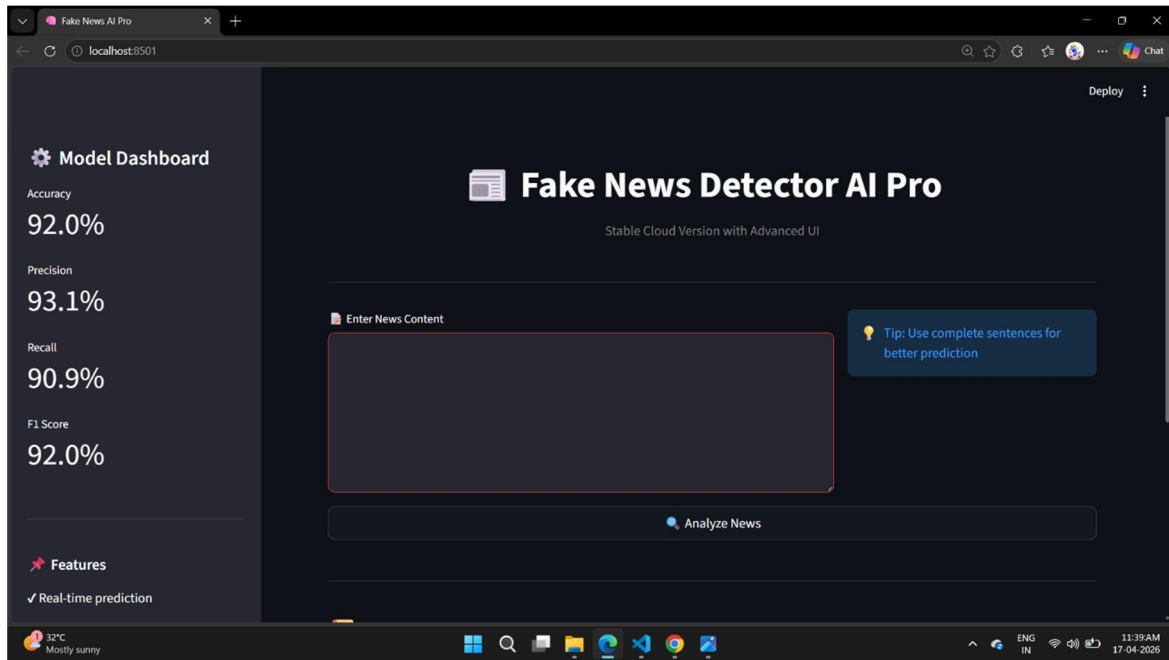 Fake News AI Pro
localhost:8501
Chat
Deploy
Model Dashboard
Accuracy
92.0%
Precision
93.1%
Recall
90.9%
F1 Score
92.0%
Features
✓ Real-time prediction
Fake News Detector AI Pro
Stable Cloud Version with Advanced UI
Enter News Content
Tip: Use complete sentences for
better prediction
Analyze News
1
32°C
Mostly sunny
ENG
IN
11:39AM
17-04-2026